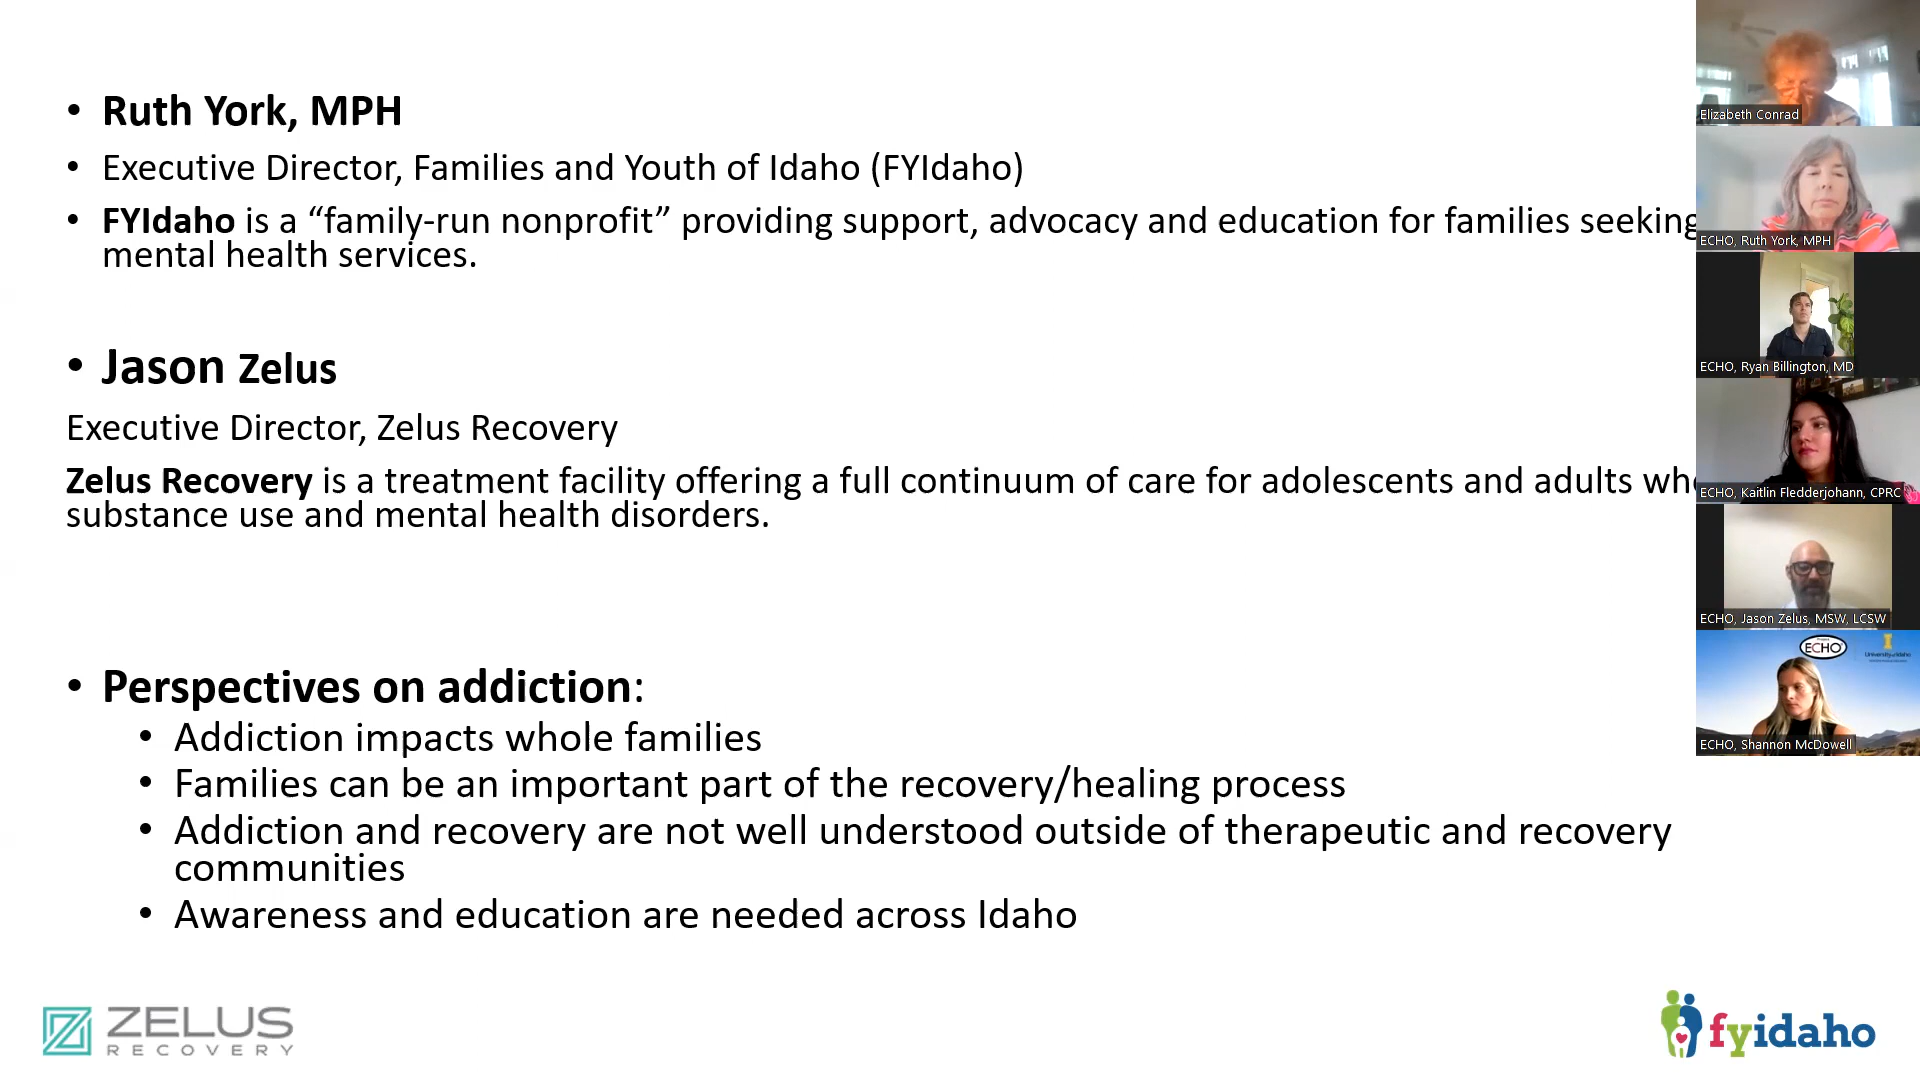 Ruth York, MPH
Executive Director, Families and Youth of Idaho (FYIdaho)
FYIdaho is a “family-run nonprofit” providing support, advocacy and education for families seeking
mental health services.
Jason Zelus
Executive Director, Zelus Recovery
Zelus Recovery is a treatment facility offering a full continuum of care for adolescents and adults
substance use and mental health disorders.
Perspectives on addiction:
Addiction impacts whole families
Families can be an important part of the recovery/healing process
Addiction and recovery are not well understood outside of therapeutic and recovery
communities
Awareness and education are needed across Idaho
ZELUS
RECOVERY
fyidaho
Elizabeth Conrad
ECHO, Ruth York, MPH
ECHO, Ryan Billington, MD
ECHO, Kaitlin Fledderjohann, CPRC
ECHO, Jason Zelus, MSW, LCSW
ECHO
University of Idaho
ECHO, Shannon McDowell